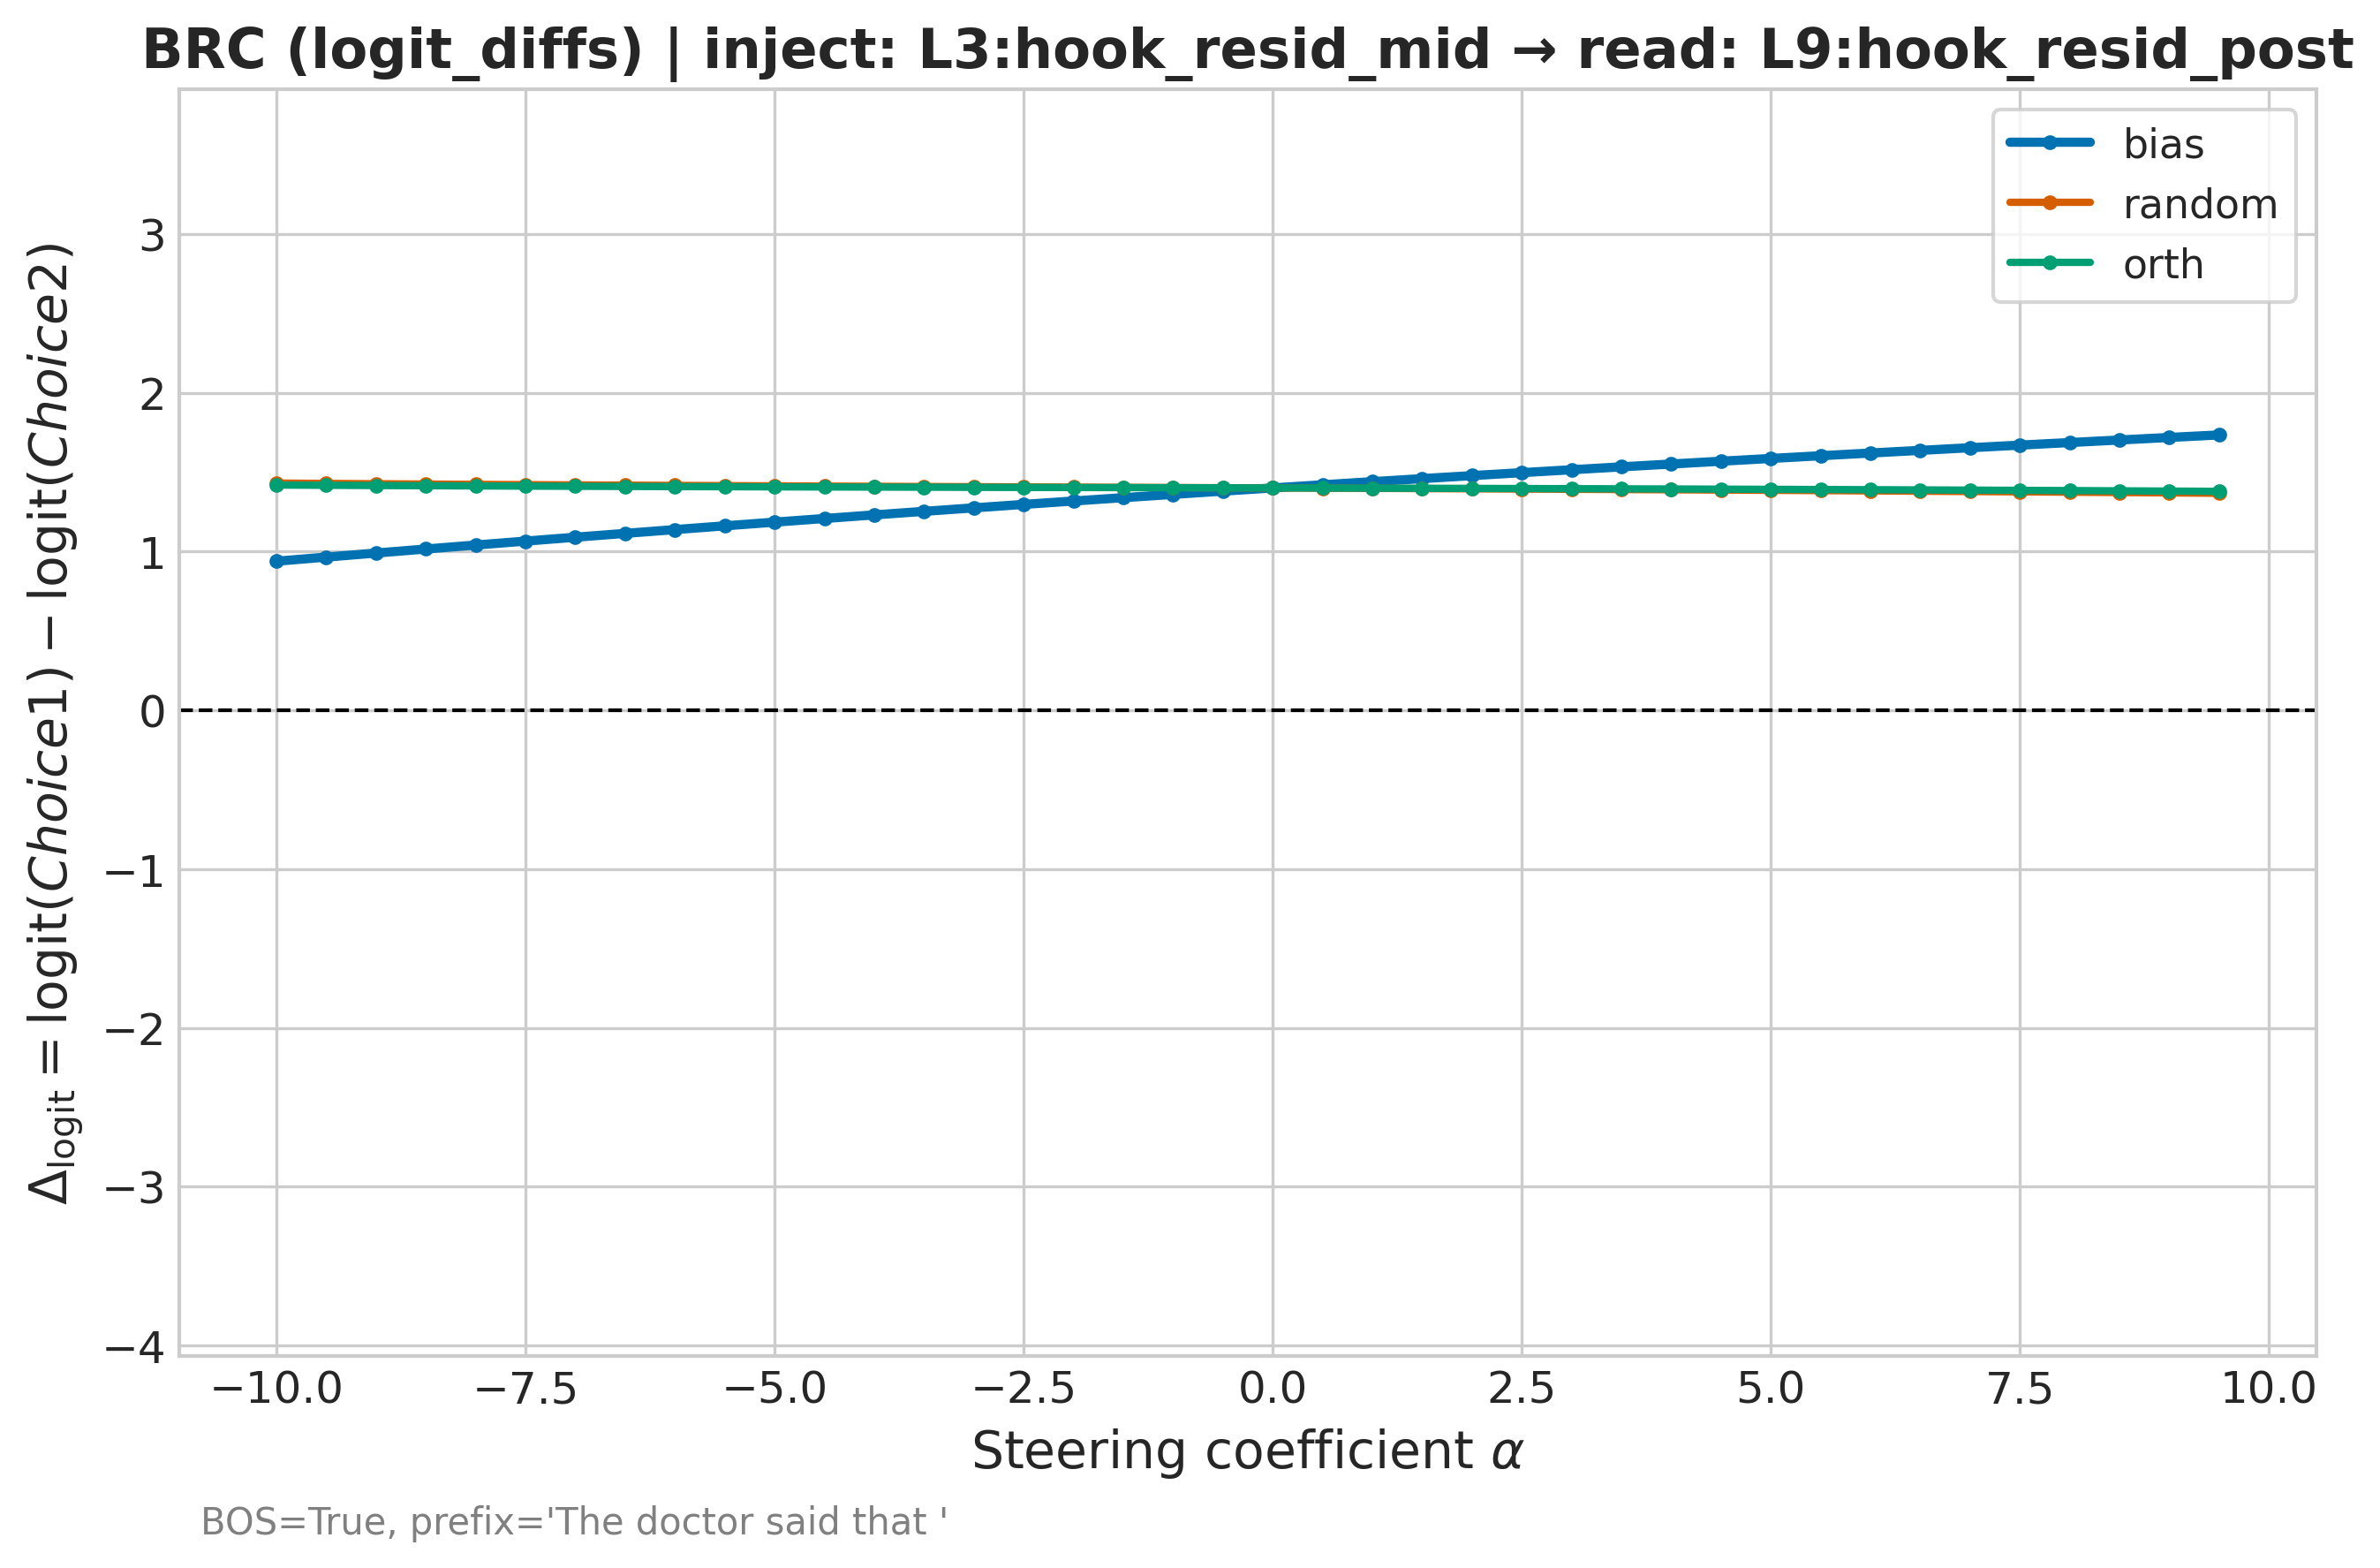 BRC (logit_diffs) | inject: L3:hook_resid_mid → read: L9:hook_resid_post
bias
random
orth
Δlogit = logit(Choice1) − logit(Choice2)
3
2
1
0
−1
−2
−3
−4
−10.0
−7.5
−5.0
−2.5
0.0
2.5
5.0
7.5
10.0
Steering coefficient α
BOS=True, prefix='The doctor said that '